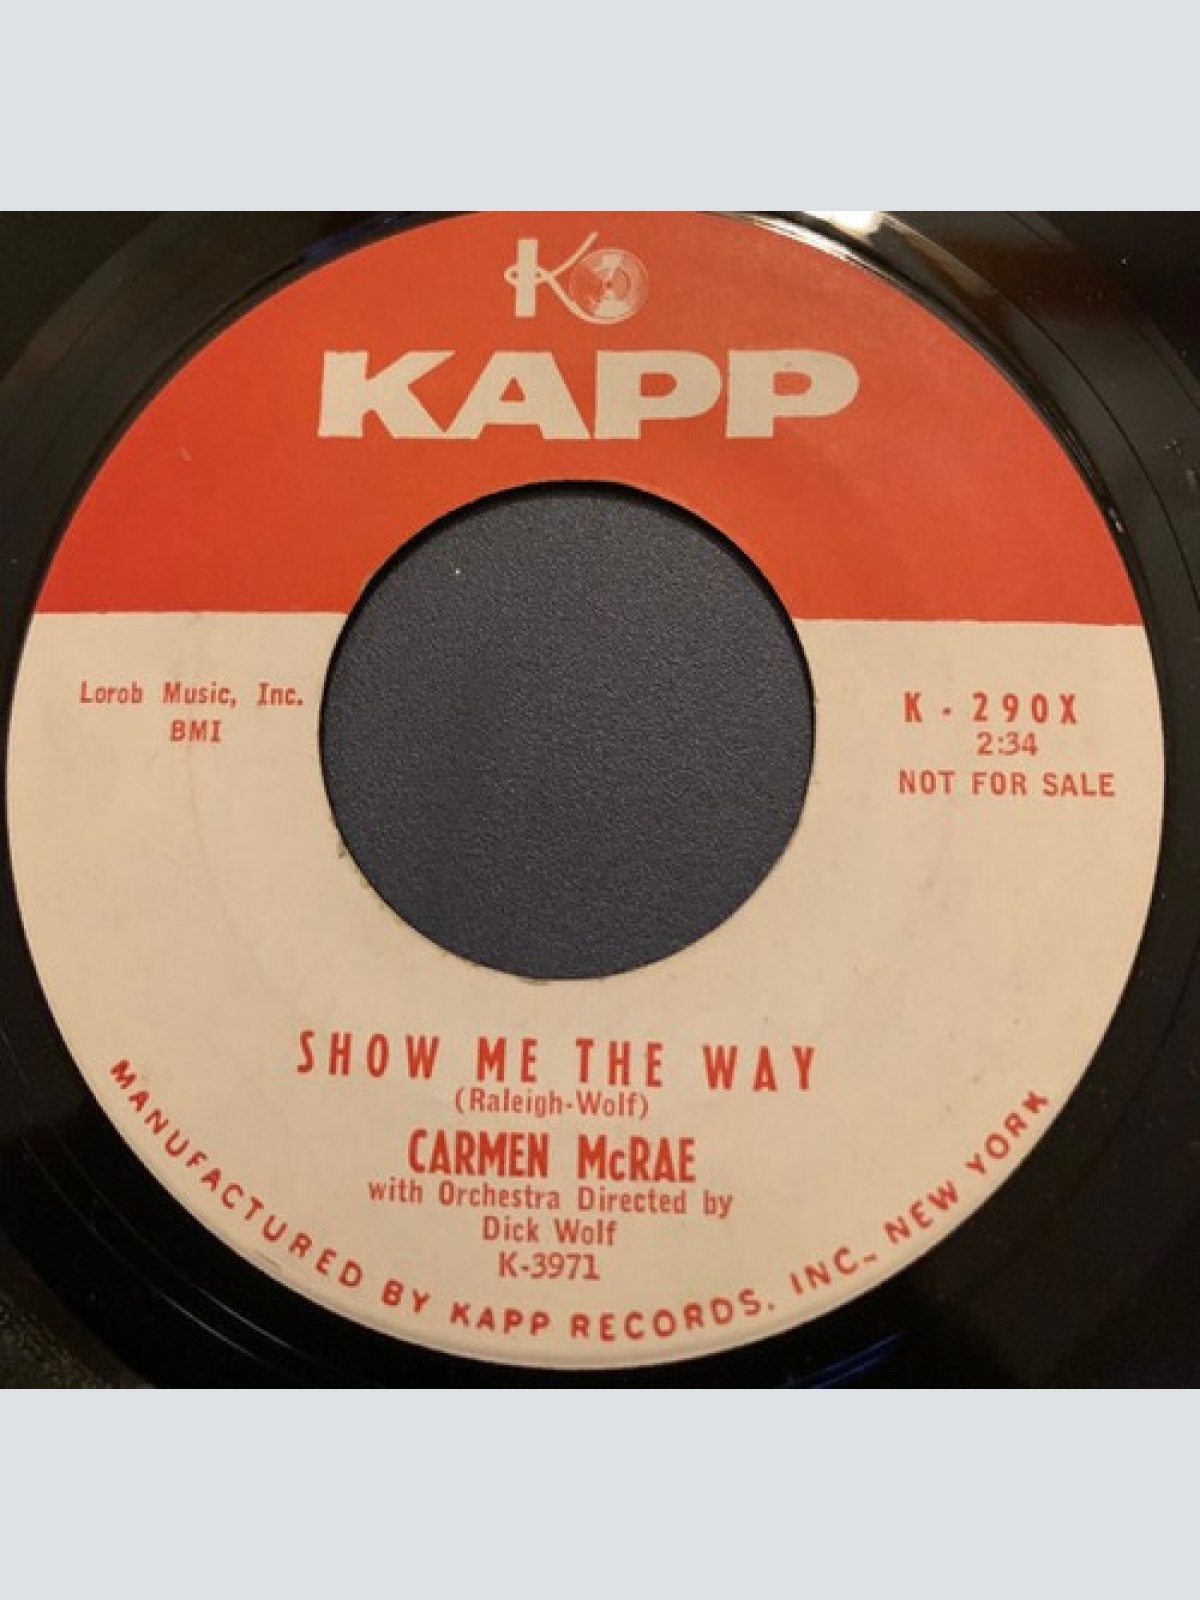 K
KAPP
Lorob Music, Inc.
BMI
K - 290X
2:34
NOT FOR SALE
SHOW ME THE WAY
(Raleigh-Wolf)
CARMEN McRAE
with Orchestra Directed by
Dick Wolf
K-3971
MANUFACTURED BY KAPP RECORDS, INC., NEW YORK